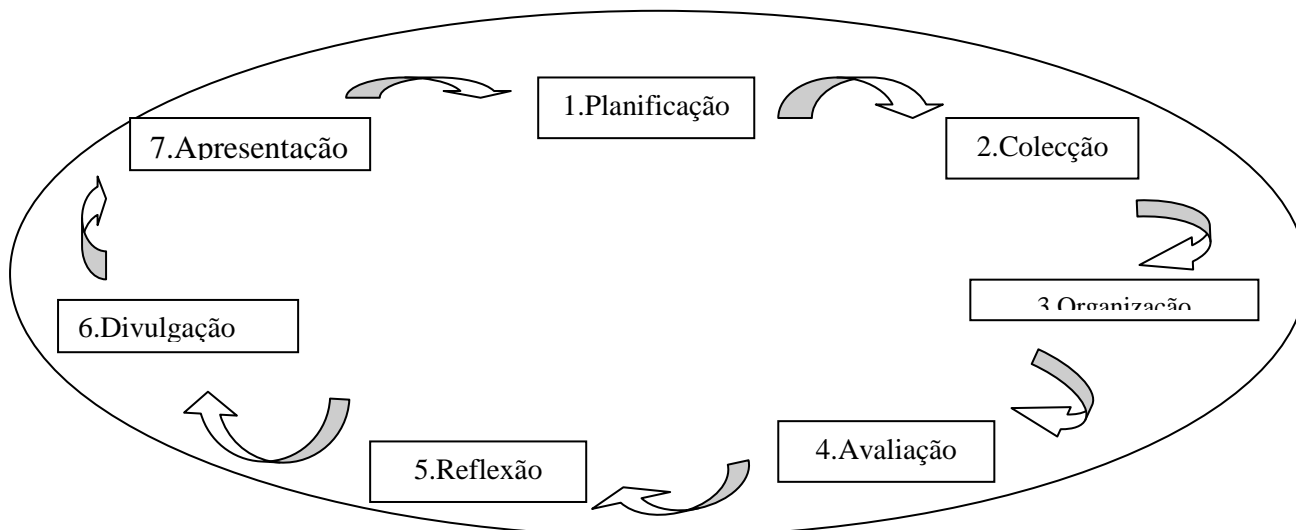 1.Planificação
2.Colecção
3.Organização
4.Avaliação
5.Reflexão
6.Divulgação
7.Apresentação